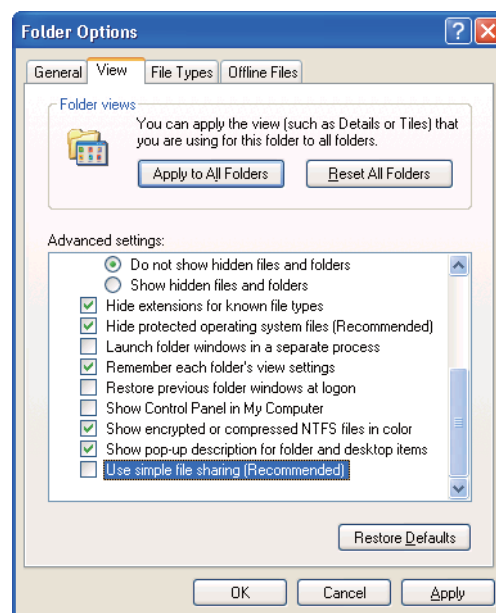 Folder Options
General View File Types Offline Files
Folder views
You can apply the view (such as Details or Tiles) that
you are using for this folder to all folders.
Apply to All Folders Reset All Folders
Advanced settings:
Do not show hidden files and folders
Show hidden files and folders
Hide extensions for known file types
Hide protected operating system files (Recommended)
Launch folder windows in a separate process
Remember each folder's view settings
Restore previous folder windows at logon
Show Control Panel in My Computer
Show encrypted or compressed NTFS files in color
Show pop-up description for folder and desktop items
Use simple file sharing (Recommended)
Restore Defaults
OK Cancel Apply